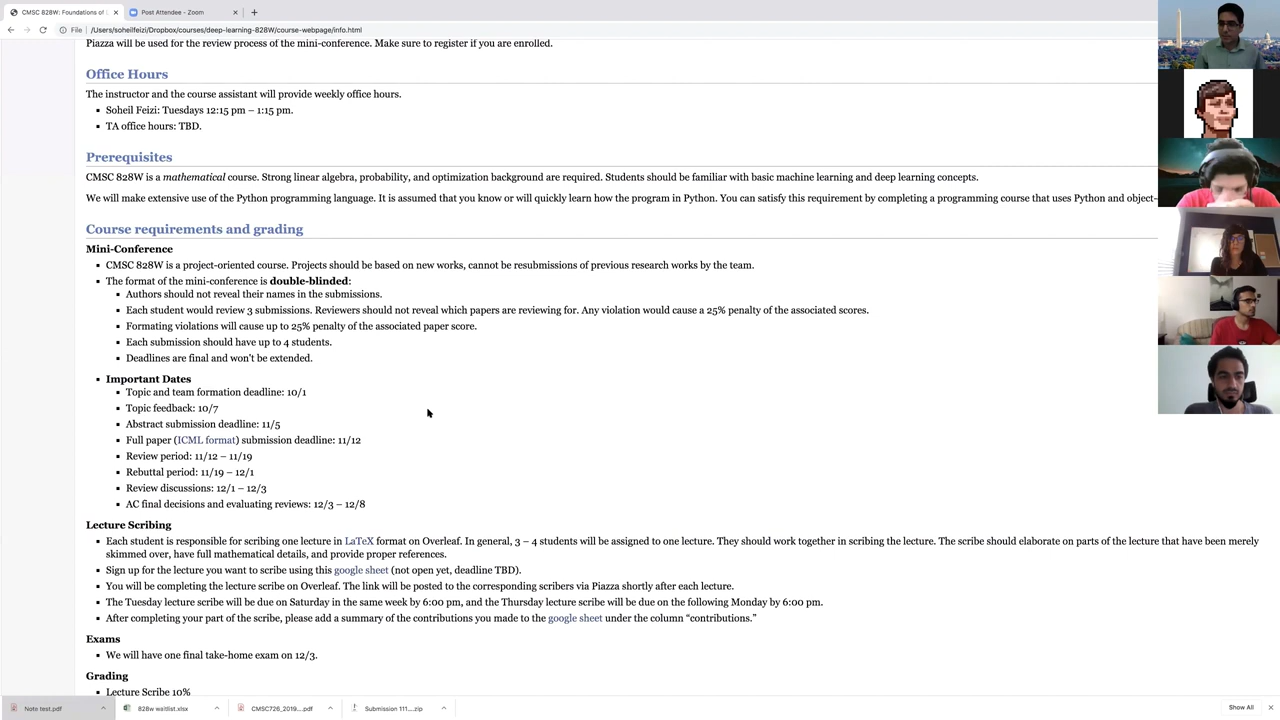 CMSC 828W: Foundations of
Post Attendee - Zoom
File
/Users/soheilfeizi/Dropbox/courses/deep-learning-828W/course-webpage/info.html
Piazza will be used for the review process of the mini-conference. Make sure to register if you are enrolled.
Office Hours
The instructor and the course assistant will provide weekly office hours.
Soheil Feizi: Tuesdays 12:15 pm – 1:15 pm.
TA office hours: TBD.
Prerequisites
CMSC 828W is a mathematical course. Strong linear algebra, probability, and optimization background are required. Students should be familiar with basic machine learning and deep learning concepts.
We will make extensive use of the Python programming language. It is assumed that you know or will quickly learn how the program in Python. You can satisfy this requirement by completing a programming course that uses Python and object-
Course requirements and grading
Mini-Conference
CMSC 828W is a project-oriented course. Projects should be based on new works, cannot be resubmissions of previous research works by the team.
The format of the mini-conference is double-blinded:
Authors should not reveal their names in the submissions.
Each student would review 3 submissions. Reviewers should not reveal which papers are reviewing for. Any violation would cause a 25% penalty of the associated scores.
Formating violations will cause up to 25% penalty of the associated paper score.
Each submission should have up to 4 students.
Deadlines are final and won't be extended.
Important Dates
Topic and team formation deadline: 10/1
Topic feedback: 10/7
Abstract submission deadline: 11/5
Full paper (ICML format) submission deadline: 11/12
Review period: 11/12 – 11/19
Rebuttal period: 11/19 – 12/1
Review discussions: 12/1 – 12/3
AC final decisions and evaluating reviews: 12/3 – 12/8
Lecture Scribing
Each student is responsible for scribing one lecture in LaTeX format on Overleaf. In general, 3 – 4 students will be assigned to one lecture. They should work together in scribing the lecture. The scribe should elaborate on parts of the lecture that have been merely
skimmed over, have full mathematical details, and provide proper references.
Sign up for the lecture you want to scribe using this google sheet (not open yet, deadline TBD).
You will be completing the lecture scribe on Overleaf. The link will be posted to the corresponding scribers via Piazza shortly after each lecture.
The Tuesday lecture scribe will be due on Saturday in the same week by 6:00 pm, and the Thursday lecture scribe will be due on the following Monday by 6:00 pm.
After completing your part of the scribe, please add a summary of the contributions you made to the google sheet under the column “contributions.”
Exams
We will have one final take-home exam on 12/3.
Grading
Lecture Scribe 10%
Note test.pdf
828w waitlist.xlsx
CMSC726_2019....pdf
Submission 111....zip
Show All